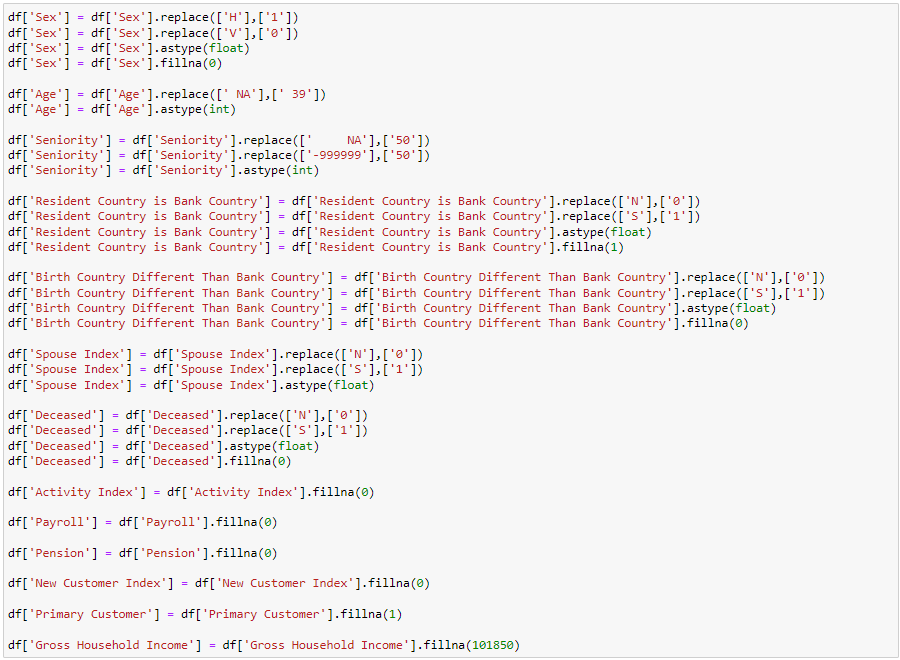 df['Sex'] = df['Sex'].replace(['H'],['1'])
df['Sex'] = df['Sex'].replace(['V'],['0'])
df['Sex'] = df['Sex'].astype(float)
df['Sex'] = df['Sex'].fillna(0)

df['Age'] = df['Age'].replace([' NA'],[' 39'])
df['Age'] = df['Age'].astype(int)

df['Seniority'] = df['Seniority'].replace(['     NA'],['50'])
df['Seniority'] = df['Seniority'].replace(['-999999'],['50'])
df['Seniority'] = df['Seniority'].astype(int)

df['Resident Country is Bank Country'] = df['Resident Country is Bank Country'].replace(['N'],['0'])
df['Resident Country is Bank Country'] = df['Resident Country is Bank Country'].replace(['S'],['1'])
df['Resident Country is Bank Country'] = df['Resident Country is Bank Country'].astype(float)
df['Resident Country is Bank Country'] = df['Resident Country is Bank Country'].fillna(1)

df['Birth Country Different Than Bank Country'] = df['Birth Country Different Than Bank Country'].replace(['N'],['0'])
df['Birth Country Different Than Bank Country'] = df['Birth Country Different Than Bank Country'].replace(['S'],['1'])
df['Birth Country Different Than Bank Country'] = df['Birth Country Different Than Bank Country'].astype(float)
df['Birth Country Different Than Bank Country'] = df['Birth Country Different Than Bank Country'].fillna(0)

df['Spouse Index'] = df['Spouse Index'].replace(['N'],['0'])
df['Spouse Index'] = df['Spouse Index'].replace(['S'],['1'])
df['Spouse Index'] = df['Spouse Index'].astype(float)

df['Deceased'] = df['Deceased'].replace(['N'],['0'])
df['Deceased'] = df['Deceased'].replace(['S'],['1'])
df['Deceased'] = df['Deceased'].astype(float)
df['Deceased'] = df['Deceased'].fillna(0)

df['Activity Index'] = df['Activity Index'].fillna(0)

df['Payroll'] = df['Payroll'].fillna(0)

df['Pension'] = df['Pension'].fillna(0)

df['New Customer Index'] = df['New Customer Index'].fillna(0)

df['Primary Customer'] = df['Primary Customer'].fillna(1)

df['Gross Household Income'] = df['Gross Household Income'].fillna(101850)